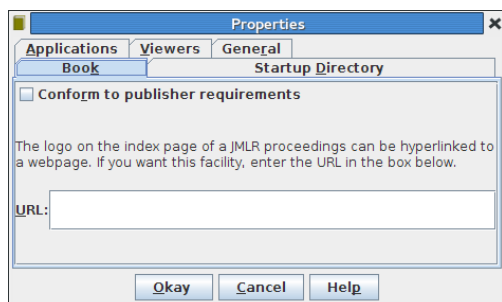 Properties
Applications Viewers General
Book Startup Directory
Conform to publisher requirements
The logo on the index page of a JMLR proceedings can be hyperlinked to
a webpage. If you want this facility, enter the URL in the box below.
URL:
Okay Cancel Help